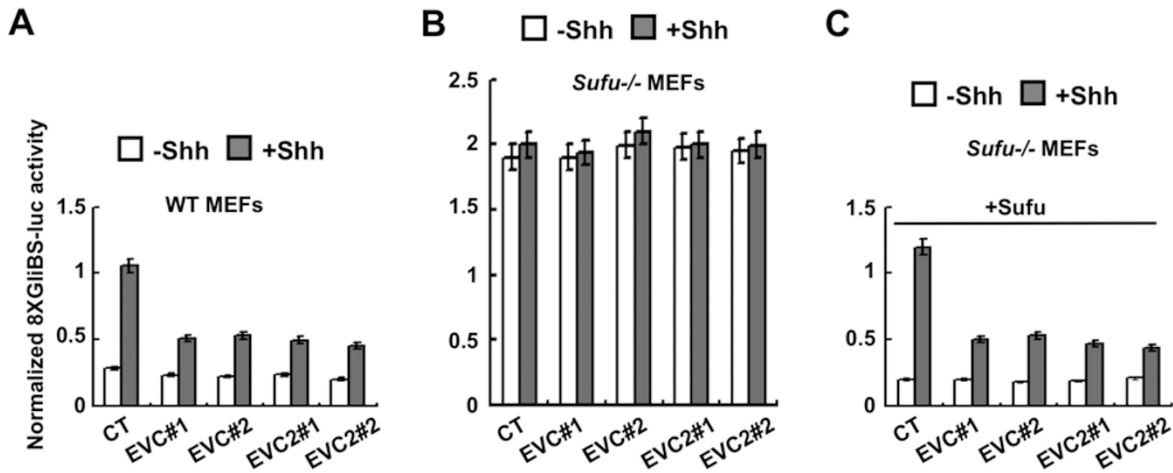 A
-Shh +Shh
WT MEFs
Normalized 8XGliBS-luc activity
1.5
1
0.5
0
CT EVC#1 EVC#2 EVC2#1 EVC2#2
B
-Shh +Shh
Sufu-/- MEFs
2.5
2
1.5
1
0.5
0
CT EVC#1 EVC#2 EVC2#1 EVC2#2
C
-Shh +Shh
Sufu-/- MEFs
+Sufu
1.5
1
0.5
0
CT EVC#1 EVC#2 EVC2#1 EVC2#2